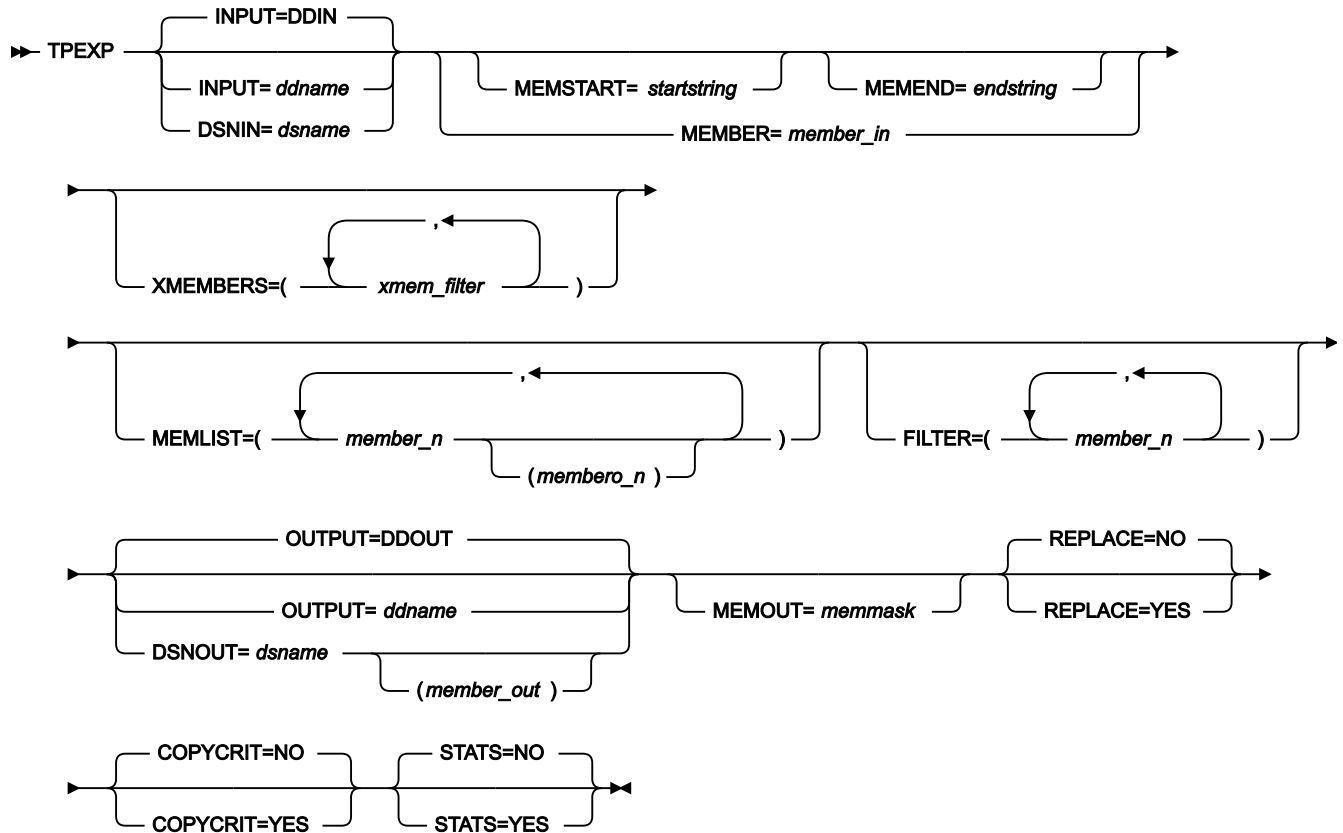 INPUT=DDIN
TPEXP
INPUT= ddname
DSNIN= dsname
MEMSTART= startstring
MEMEND= endstring
MEMBER= member_in
,
XMEMBERS=( xmem_filter )
,
MEMLIST=( member_n )
(membero_n )
,
FILTER=( member_n )
OUTPUT=DDOUT
OUTPUT= ddname
DSNOUT= dsname
(member_out )
MEMOUT= memmask
REPLACE=NO
REPLACE=YES
COPYCRIT=NO
COPYCRIT=YES
STATS=NO
STATS=YES